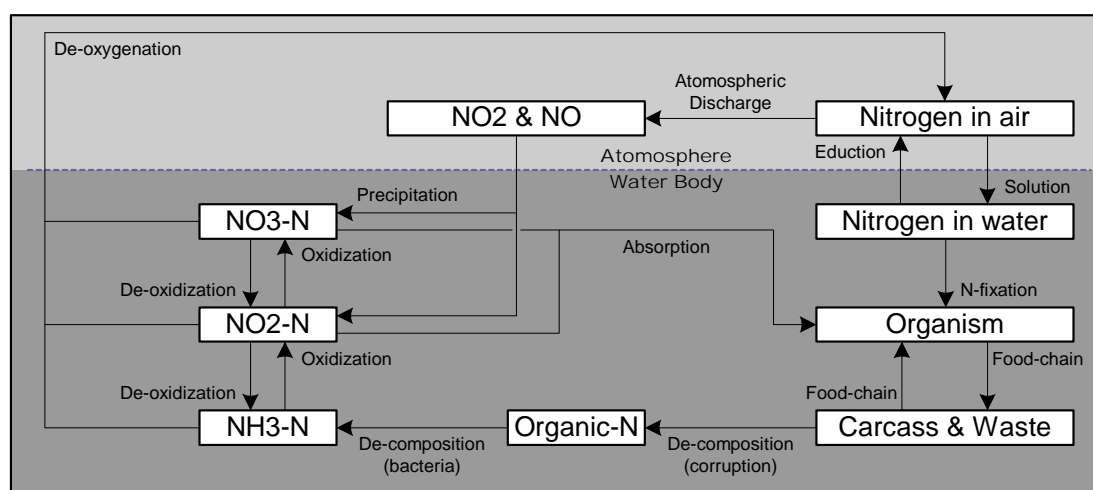 De-oxygenation
Atomospheric
Discharge
NO2 & NO
Nitrogen in air
Eduction
Atomosphere
Water Body
Solution
Precipitation
NO3-N
Nitrogen in water
Oxidization
Absorption
De-oxidization
N-fixation
NO2-N
Organism
Oxidization
Food-chain
De-oxidization
Food-chain
NH3-N
Organic-N
Carcass & Waste
De-composition
(bacteria)
De-composition
(corruption)